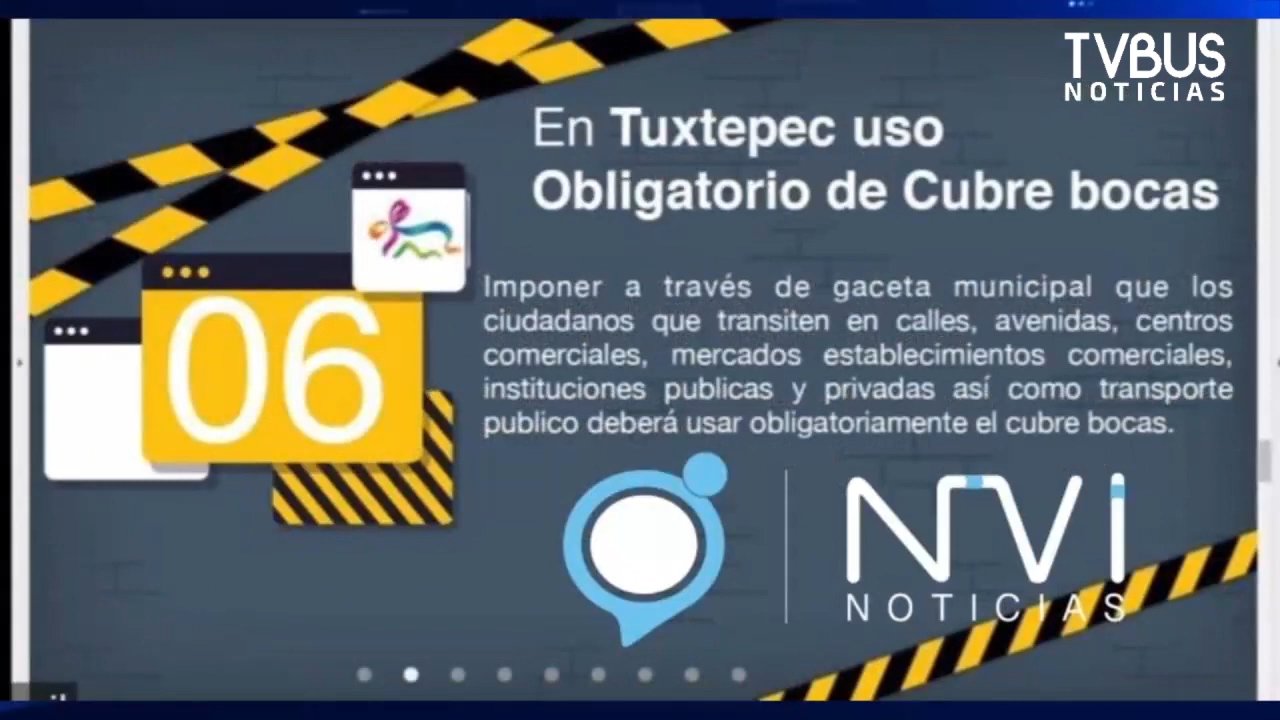 TVBUS
NOTICIAS
En Tuxtepec uso
Obligatorio de Cubre bocas
06
Imponer a través de gaceta municipal que los
ciudadanos que transiten en calles, avenidas, centros
comerciales, mercados establecimientos comerciales,
instituciones publicas y privadas así como transporte
publico deberá usar obligatoriamente el cubre bocas.
NVI
NOTICIAS